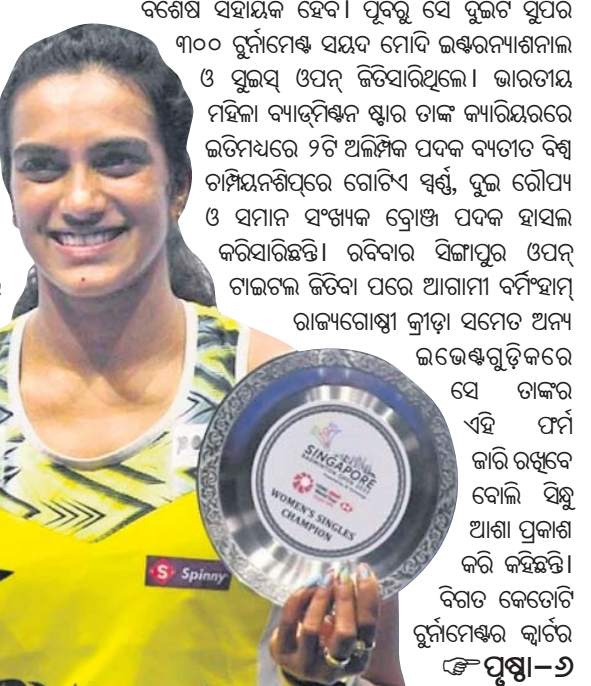 ବିଶେଷ ସହାୟକ ହେବ। ପୂର୍ବରୁ ସେ ଦୁଇଟି ସୁପର
୩୦୦ ଟୁର୍ନାମେଣ୍ଟ ସୟଦ ମୋଦି ଇଣ୍ଟରନ୍ୟାଶନାଲ
ଓ ସୁଇସ୍ ଓପନ୍ ଜିତିସାରିଥିଲେ। ଭାରତୀୟ
ମହିଳା ବ୍ୟାଡ୍‌ମିଣ୍ଟନ ଷ୍ଟାର ତାଙ୍କ କ୍ୟାରିୟରରେ
ଇତିମଧ୍ୟରେ ୨ଟି ଅଲିମ୍ପିକ ପଦକ ବ୍ୟତୀତ ବିଶ୍ୱ
ଚାମ୍ପିୟନଶିପ୍‌ରେ ଗୋଟିଏ ସ୍ୱର୍ଣ୍ଣ, ଦୁଇ ରୌପ୍ୟ
ଓ ସମାନ ସଂଖ୍ୟକ ବ୍ରୋଞ୍ଜ ପଦକ ହାସଲ
କରିସାରିଛନ୍ତି। ରବିବାର ସିଙ୍ଗାପୁର ଓପନ୍
ଟାଇଟଲ ଜିତିବା ପରେ ଆଗାମୀ ବର୍ମିଂହାମ୍
ରାଜ୍ୟଗୋଷ୍ଠୀ କ୍ରୀଡ଼ା ସମେତ ଅନ୍ୟ
ଇଭେଣ୍ଟଗୁଡ଼ିକରେ
ସେ ତାଙ୍କର
ଏହି ଫର୍ମ
ଜାରି ରଖିବେ
ବୋଲି ସିନ୍ଧୁ
ଆଶା ପ୍ରକାଶ
କରି କହିଛନ୍ତି।
ବିଗତ କେତୋଟି
ଟୁର୍ନାମେଣ୍ଟର କ୍ୱାର୍ଟର
ପୃଷ୍ଠା-୬
SINGAPORE
BADMINTON OPEN 2022
WOMEN'S SINGLES
CHAMPION
S Spinny